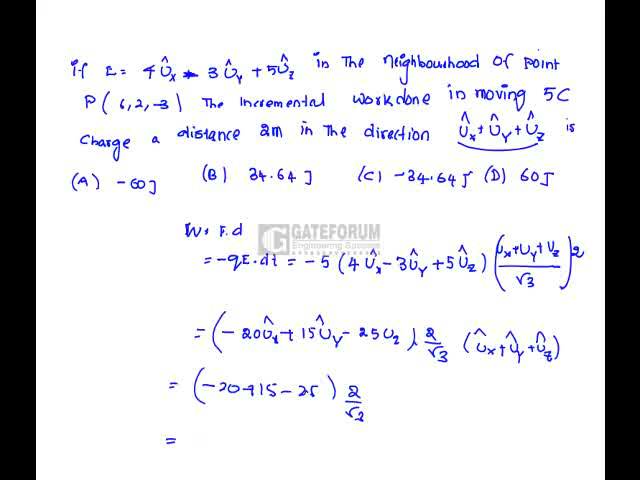 if E = 4Ûx - 3Ûy + 5Ûz in the neighbourhood of point
P(6,2,-3) The incremental workdone in moving 5C
charge a distance 2m in the direction Ûx + Ûy + Ûz is
(A) -60J (B) 34.64J (C) -34.64J (D) 60J
GATEFORUM
Engineering Success
W = F.d
= -qE.dl = -5 (4Ûx - 3Ûy + 5Ûz) (Ux + Uy + Uz / √3) 2
= (-20Ûx + 15Ûy - 25Uz) . 2/√3 (Ûx + Ûy + Ûz)
= (-20+15-25) 2/√3
=